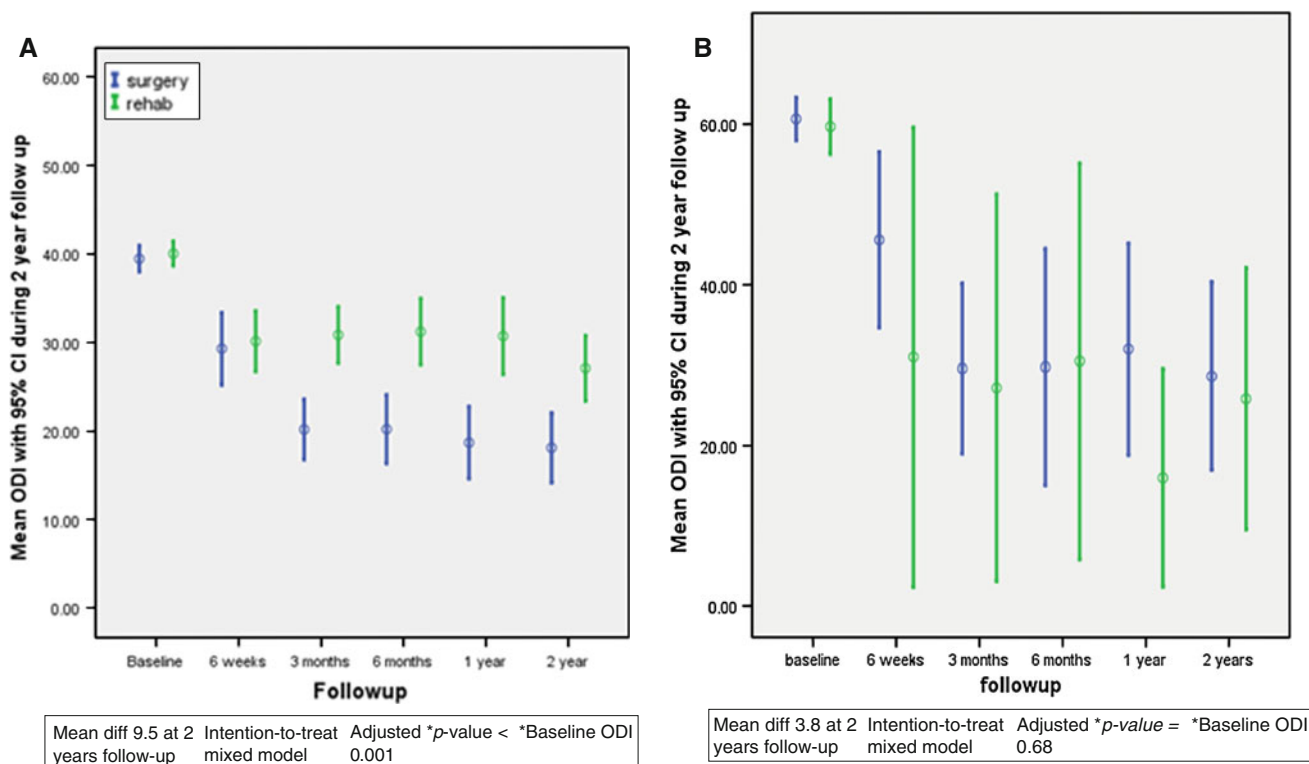 A
Mean ODI with 95% CI during 2 year follow up
60.00
50.00
40.00
30.00
20.00
10.00
0.00
surgery
rehab
Baseline 6 weeks 3 months 6 months 1 year 2 year
Followup
Mean diff 9.5 at 2 Intention-to-treat Adjusted *p-value < *Baseline ODI
years follow-up mixed model 0.001
B
Mean ODI with 95% CI during 2 year follow up
60.00
40.00
20.00
0.00
baseline 6 weeks 3 months 6 months 1 year 2 years
followup
Mean diff 3.8 at 2 Intention-to-treat Adjusted *p-value = *Baseline ODI
years follow-up mixed model 0.68